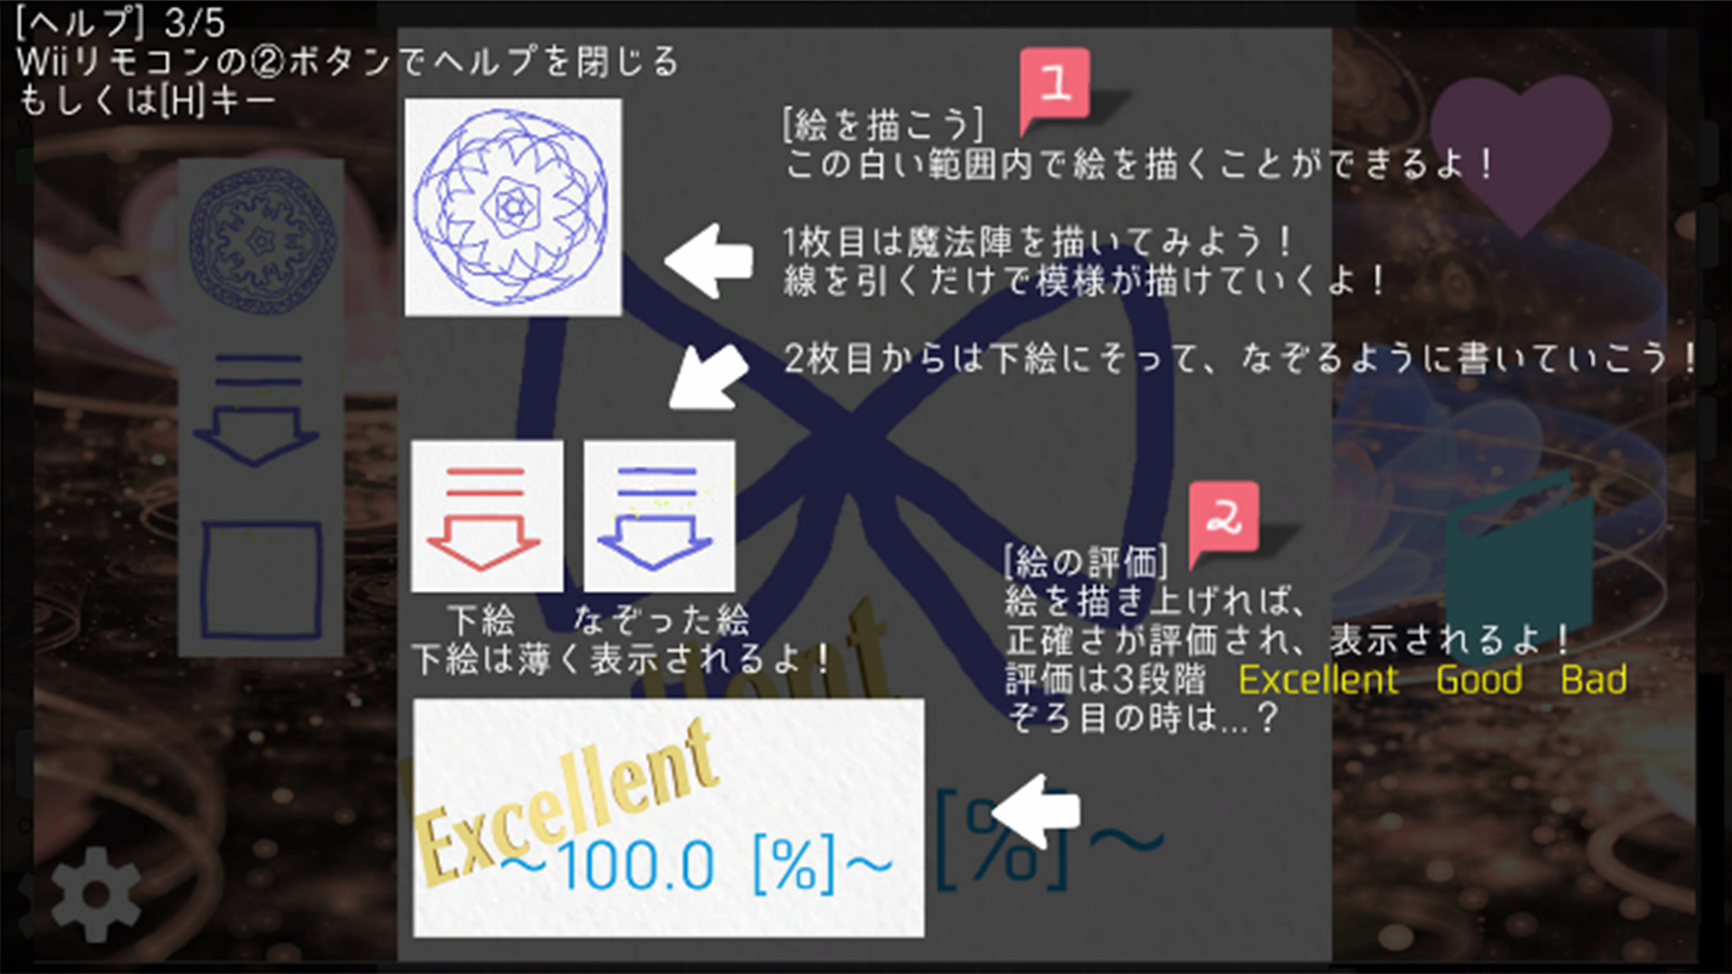 [ヘルプ] 3/5
Wiiリモコンの②ボタンでヘルプを閉じる
もしくは[H]キー
1
[絵を描こう]
この白い範囲内で絵を描くことができるよ！
1枚目は魔法陣を描いてみよう！
線を引くだけで模様が描けていくよ！
2枚目からは下絵にそって、なぞるように書いていこう！
下絵 なぞった絵
下絵は薄く表示されるよ！
2
[絵の評価]
絵を描き上げれば、
正確さが評価され、表示されるよ！
評価は3段階 Excellent Good Bad
ぞろ目の時は…？
Excellent
～100.0 [%]～
[%]～